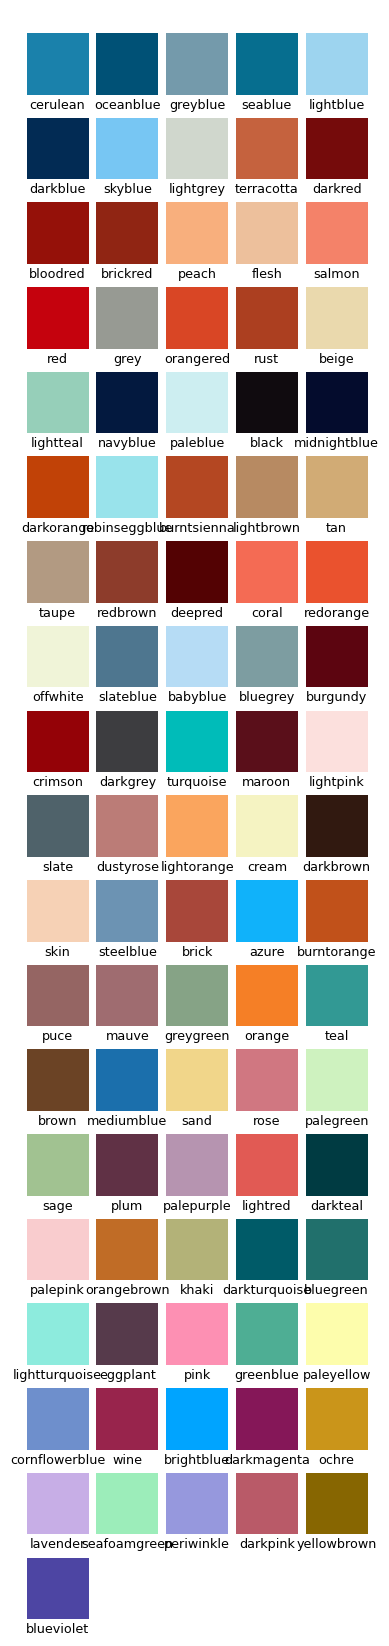 cerulean oceanblue greyblue seablue lightblue
darkblue skyblue lightgrey terracotta darkred
bloodred brickred peach flesh salmon
red grey orangered rust beige
lightteal navyblue paleblue black midnightblue
darkorange robinseggblue burntsienna lightbrown tan
taupe redbrown deepred coral redorange
offwhite slateblue babyblue bluegrey burgundy
crimson darkgrey turquoise maroon lightpink
slate dustyrose lightorange cream darkbrown
skin steelblue brick azure burntorange
puce mauve greygreen orange teal
brown mediumblue sand rose palegreen
sage plum palepurple lightred darkteal
palepink orangebrown khaki darkturquoise bluegreen
lightturquoise eggplant pink greenblue paleyellow
cornflowerblue wine brightblue darkmagenta ochre
lavender seafoamgreen periwinkle darkpink yellowbrown
blueviolet